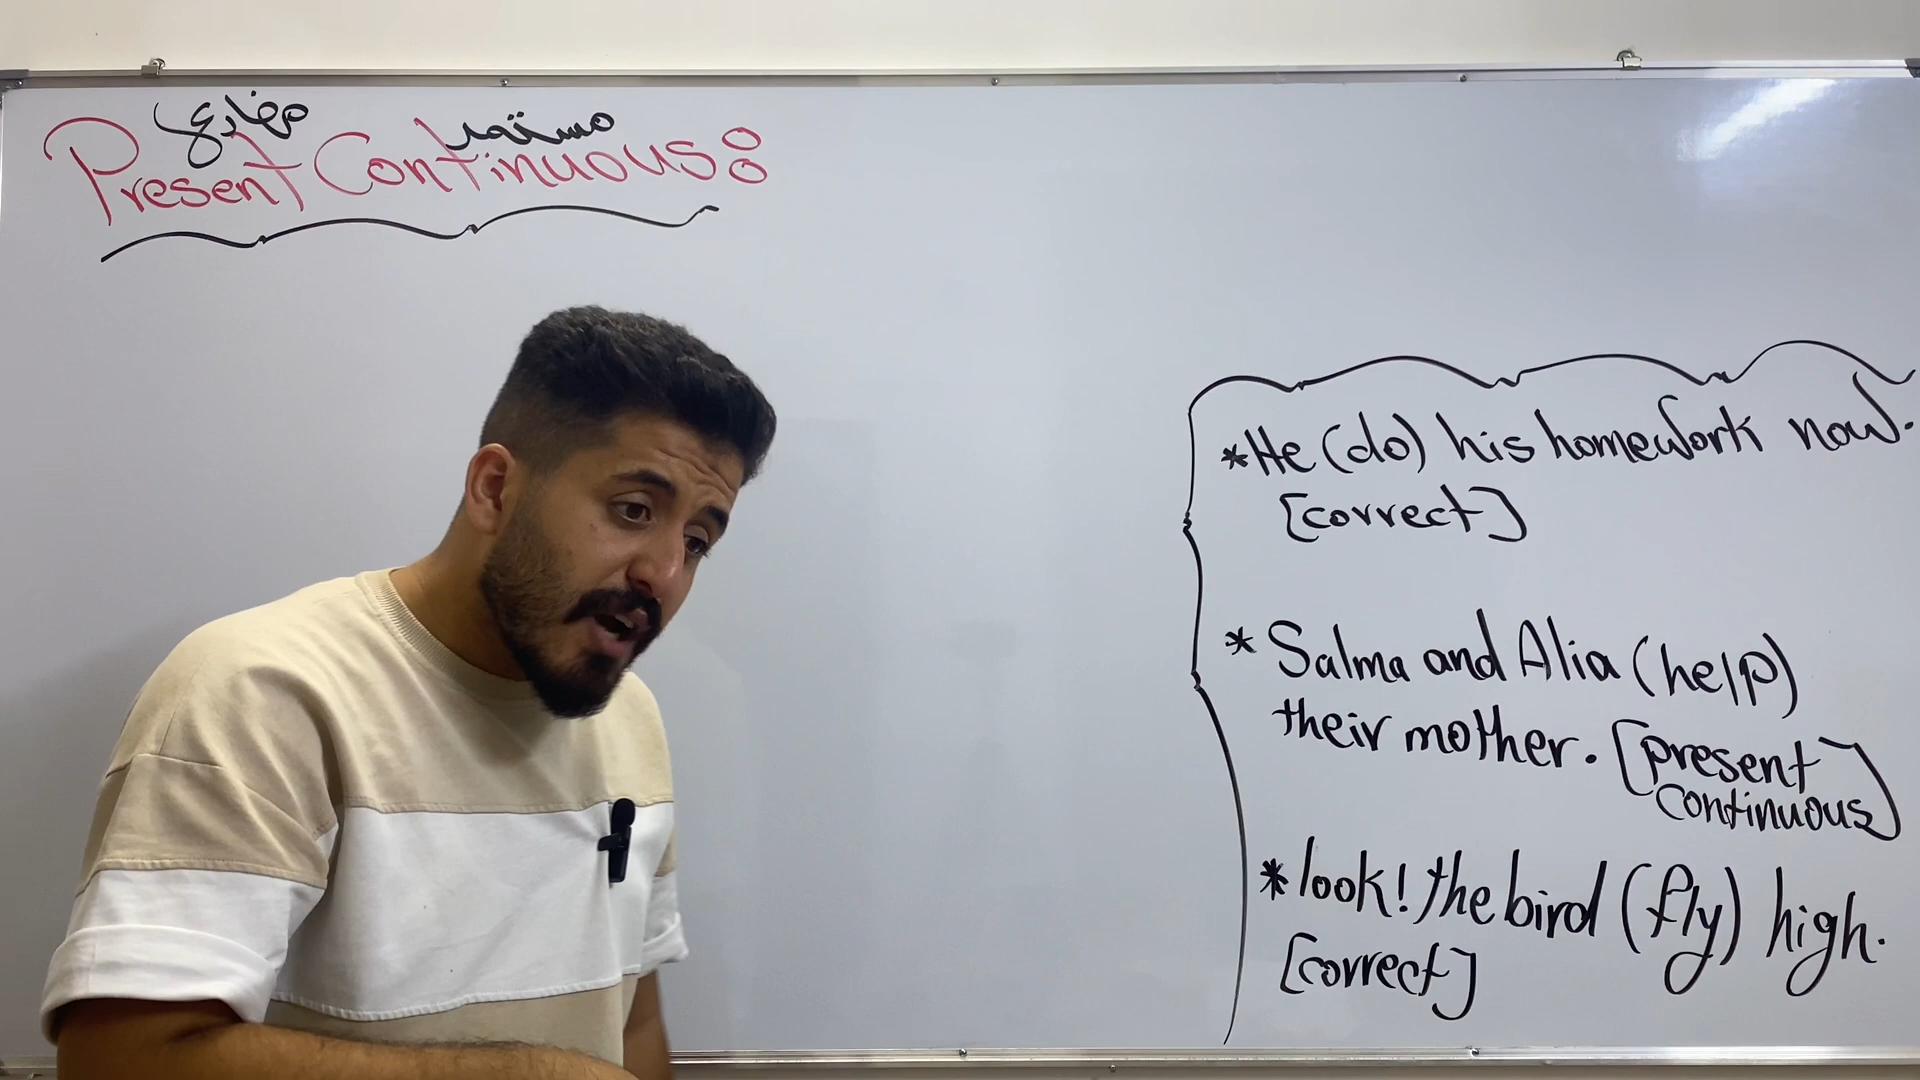 مضارع مستمر
Present Continuous:
*He (do) his homework now.
[correct]
* Salma and Alia (help)
their mother. [present
continuous]
*look! the bird (fly) high.
[correct]